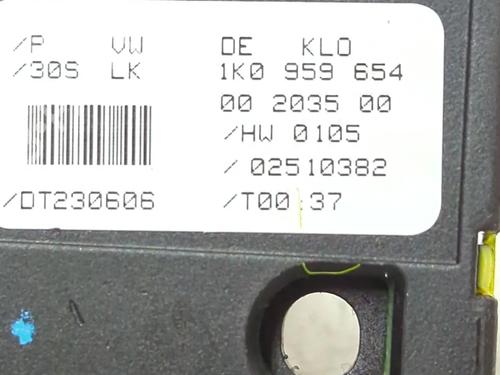 /P VW DE KLO
/30S LK 1K0 959 654
00 2035 00
/HW 0105
/02510382
/DT230606 /T00:37